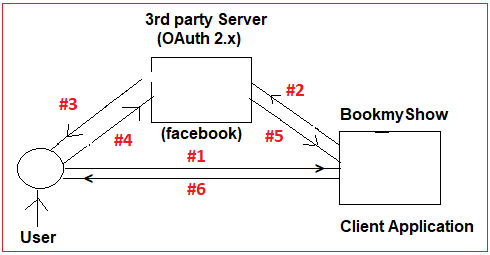 3rd party Server
(OAuth 2.x)
#3
#2
BookmyShow
(facebook)
#4
#5
#1
#6
User
Client Application